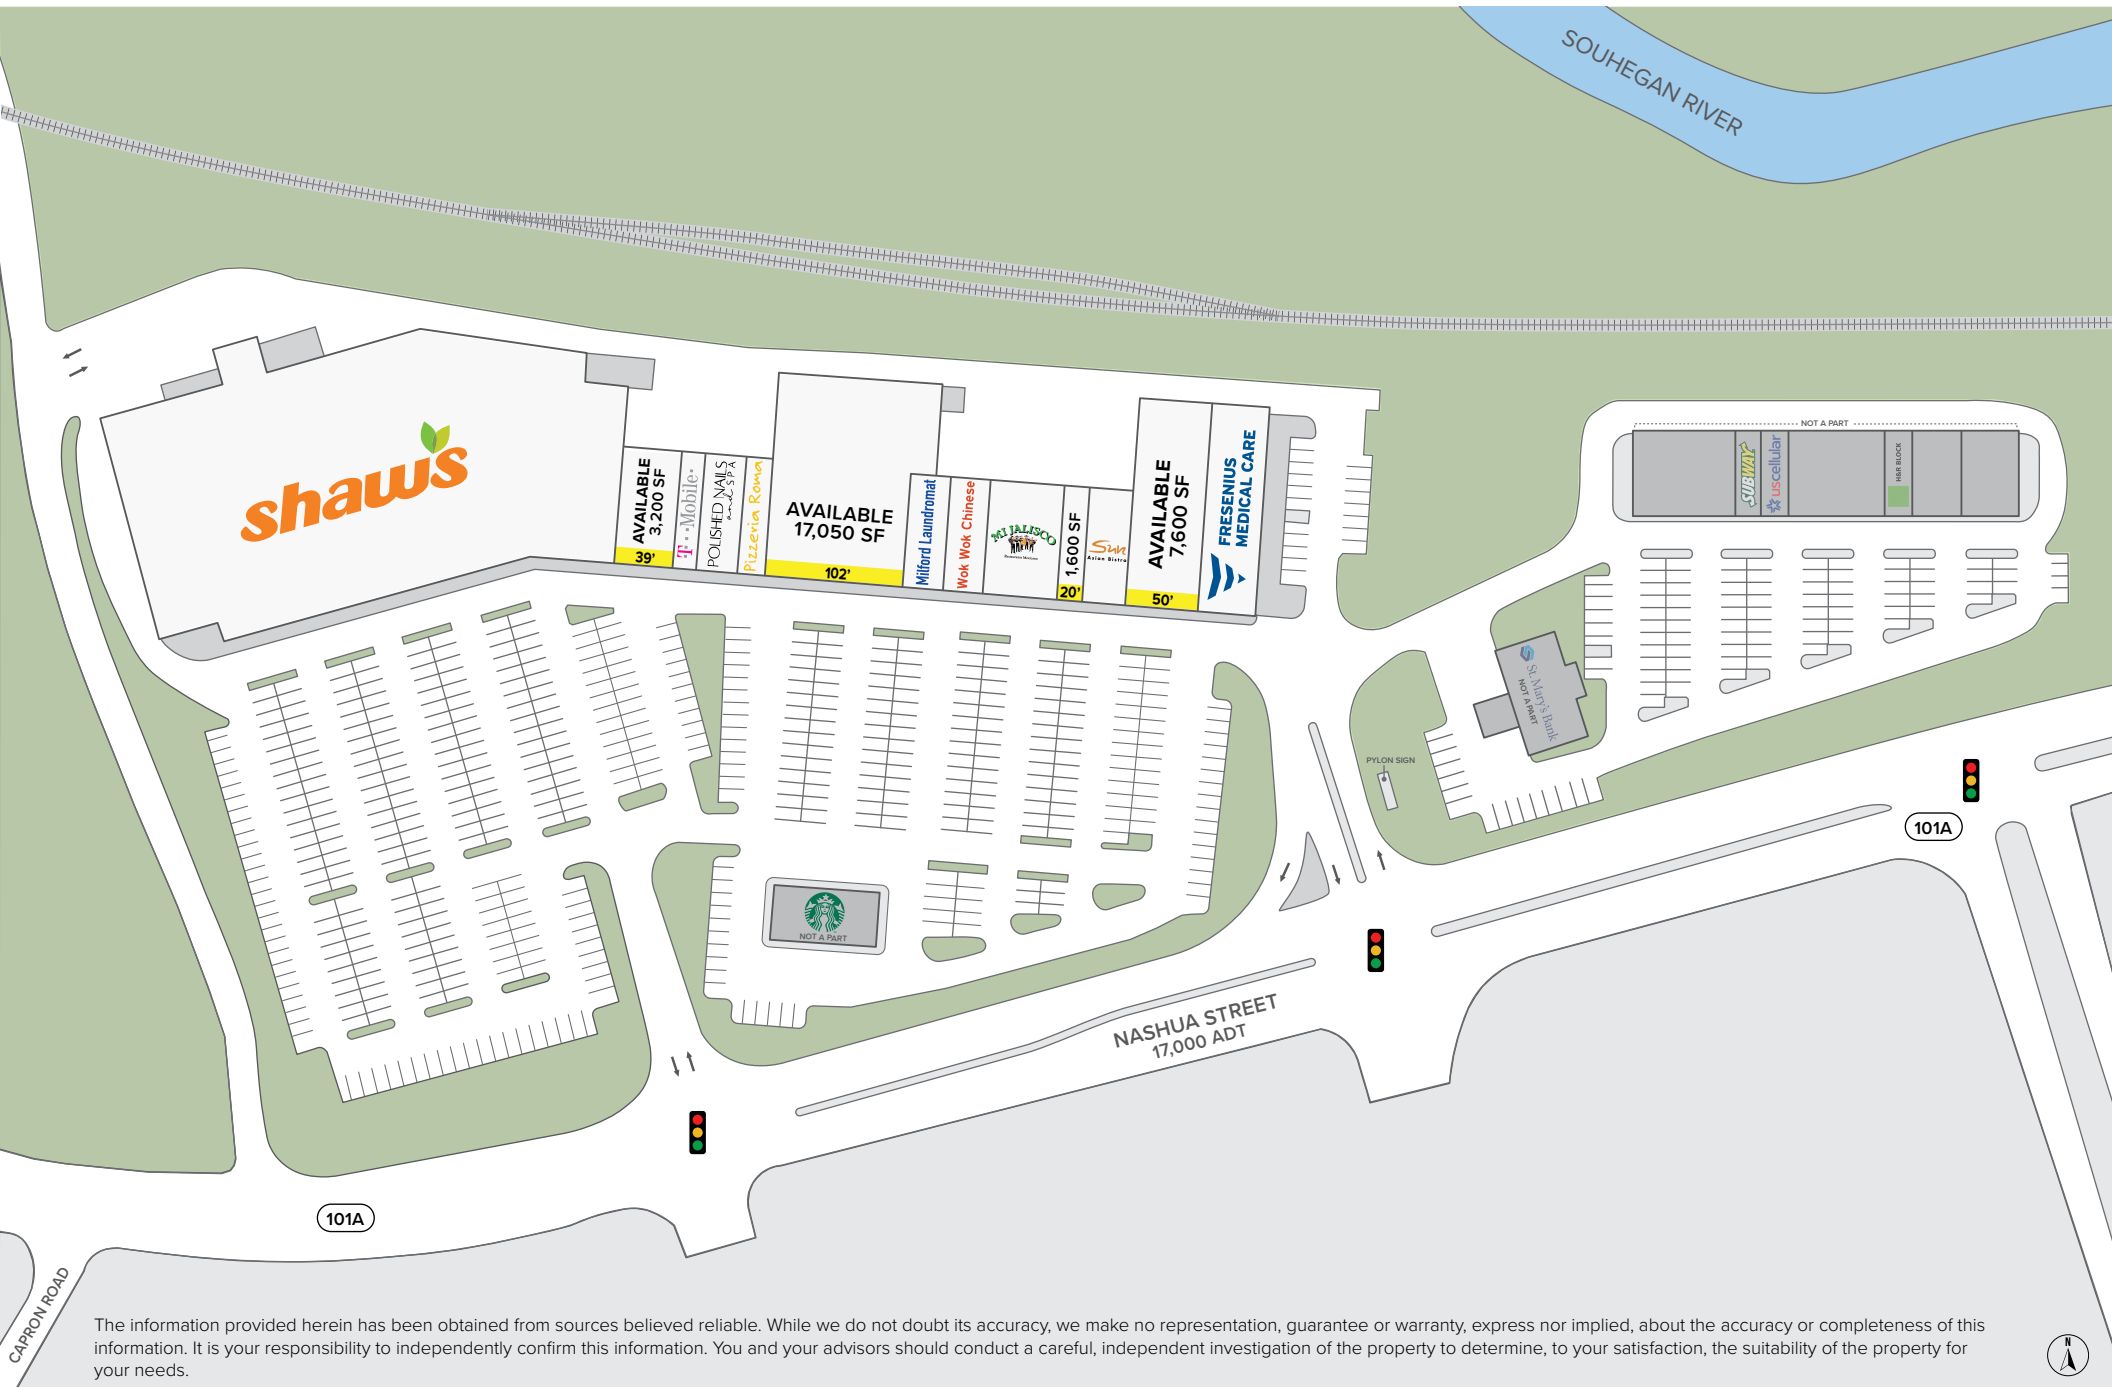 SOUHEGAN RIVER
shaw's
AVAILABLE
3,200 SF
39'
T-Mobile
POLISHED NAILS
and SPA
Pizzeria Roma
AVAILABLE
17,050 SF
102'
Milford Laundromat
Wok Wok Chinese
MI JALISCO
1,600 SF
20'
Sun
Asian Bistro
AVAILABLE
7,600 SF
50'
FRESENIUS
MEDICAL CARE
NOT A PART
SUBWAY
uscellular
H&R BLOCK
St. Mary's Bank
NOT A PART
PYLON SIGN
101A
NOT A PART
NASHUA STREET
17,000 ADT
101A
CAPRON ROAD
The information provided herein has been obtained from sources believed reliable. While we do not doubt its accuracy, we make no representation, guarantee or warranty, express nor implied, about the accuracy or completeness of this
information. It is your responsibility to independently confirm this information. You and your advisors should conduct a careful, independent investigation of the property to determine, to your satisfaction, the suitability of the property for
your needs.
N